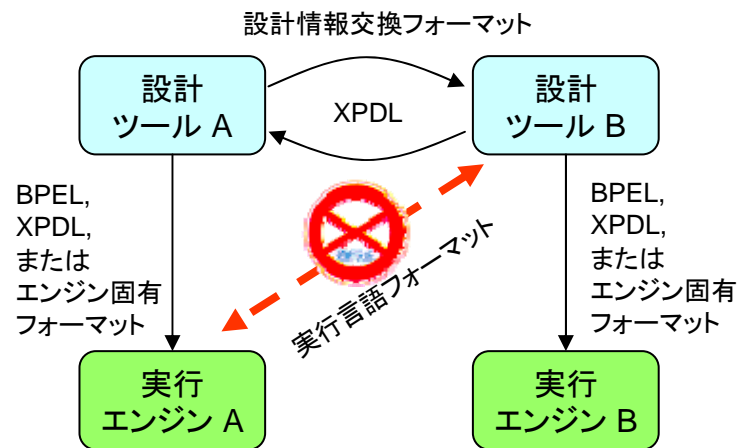 設計情報交換フォーマット
設計
ツール A
XPDL
設計
ツール B
BPEL,
XPDL,
または
エンジン固有
フォーマット
実行言語フォーマット
BPEL,
XPDL,
または
エンジン固有
フォーマット
実行
エンジン A
実行
エンジン B